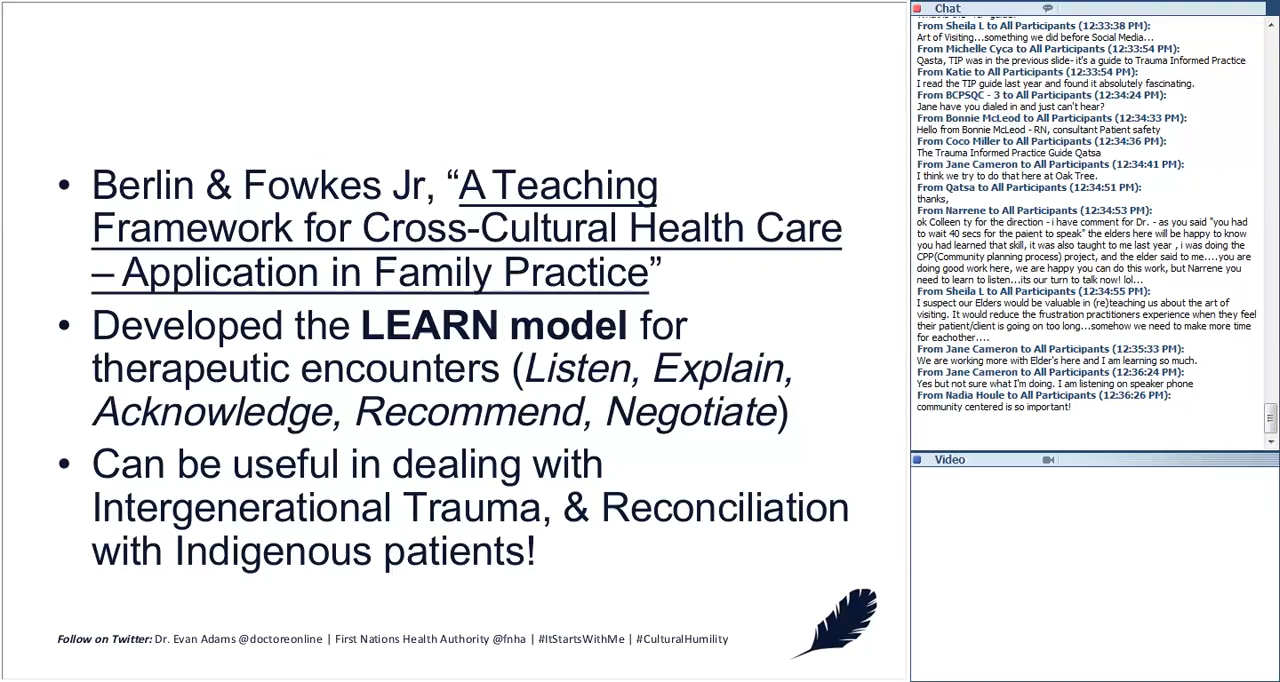 • Berlin & Fowkes Jr, “A Teaching
Framework for Cross-Cultural Health Care
– Application in Family Practice”
• Developed the LEARN model for
therapeutic encounters (Listen, Explain,
Acknowledge, Recommend, Negotiate)
• Can be useful in dealing with
Intergenerational Trauma, & Reconciliation
with Indigenous patients!
Follow on Twitter: Dr. Evan Adams @doctoreonline | First Nations Health Authority @fnha | #ItStartsWithMe | #CulturalHumility
Chat
From Sheila L to All Participants (12:33:38 PM):
Art of Visiting...something we did before Social Media...
From Michelle Cyca to All Participants (12:33:54 PM):
Qasta, TIP was in the previous slide- it's a guide to Trauma Informed Practice
From Katie to All Participants (12:33:54 PM):
I read the TIP guide last year and found it absolutely fascinating.
From BCPSQC - 3 to All Participants (12:34:24 PM):
Jane have you dialed in and just can't hear?
From Bonnie McLeod to All Participants (12:34:33 PM):
Hello from Bonnie McLeod - RN, consultant Patient safety
From Coco Miller to All Participants (12:34:36 PM):
The Trauma Informed Practice Guide Qatsa
From Jane Cameron to All Participants (12:34:41 PM):
I think we try to do that here at Oak Tree.
From Qatsa to All Participants (12:34:51 PM):
thanks,
From Narrene to All Participants (12:34:53 PM):
ok Colleen ty for the direction - i have comment for Dr. - as you said "you had
to wait 40 secs for the paient to speak" the elders here will be happy to know
you had learned that skill, it was also taught to me last year , i was doing the
CPP(Community planning process) project, and the elder said to me....you are
doing good work here, we are happy you can do this work, but Narrene you
need to learn to listen...its our turn to talk now! lol...
From Sheila L to All Participants (12:34:55 PM):
I suspect our Elders would be valuable in (re)teaching us about the art of
visiting. It would reduce the frustration practitioners experience when they feel
their patient/client is going on too long...somehow we need to make more time
for eachother....
From Jane Cameron to All Participants (12:35:33 PM):
We are working more with Elder's here and I am learning so much.
From Jane Cameron to All Participants (12:36:24 PM):
Yes but not sure what I'm doing. I am listening on speaker phone
From Nadia Houle to All Participants (12:36:26 PM):
community centered is so important!
Video